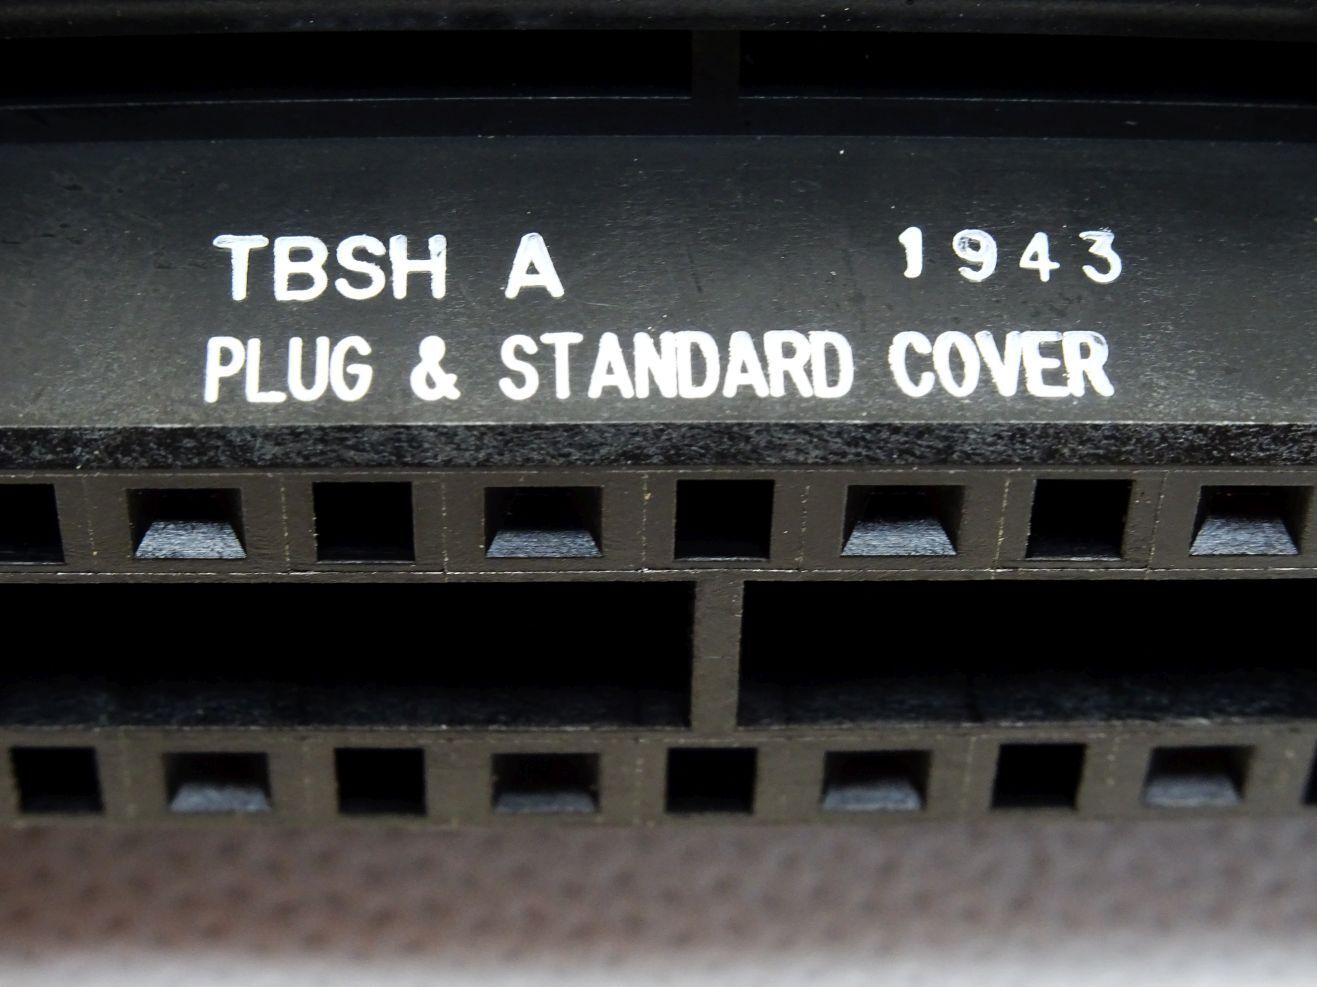 TBSH A 1943
PLUG & STANDARD COVER